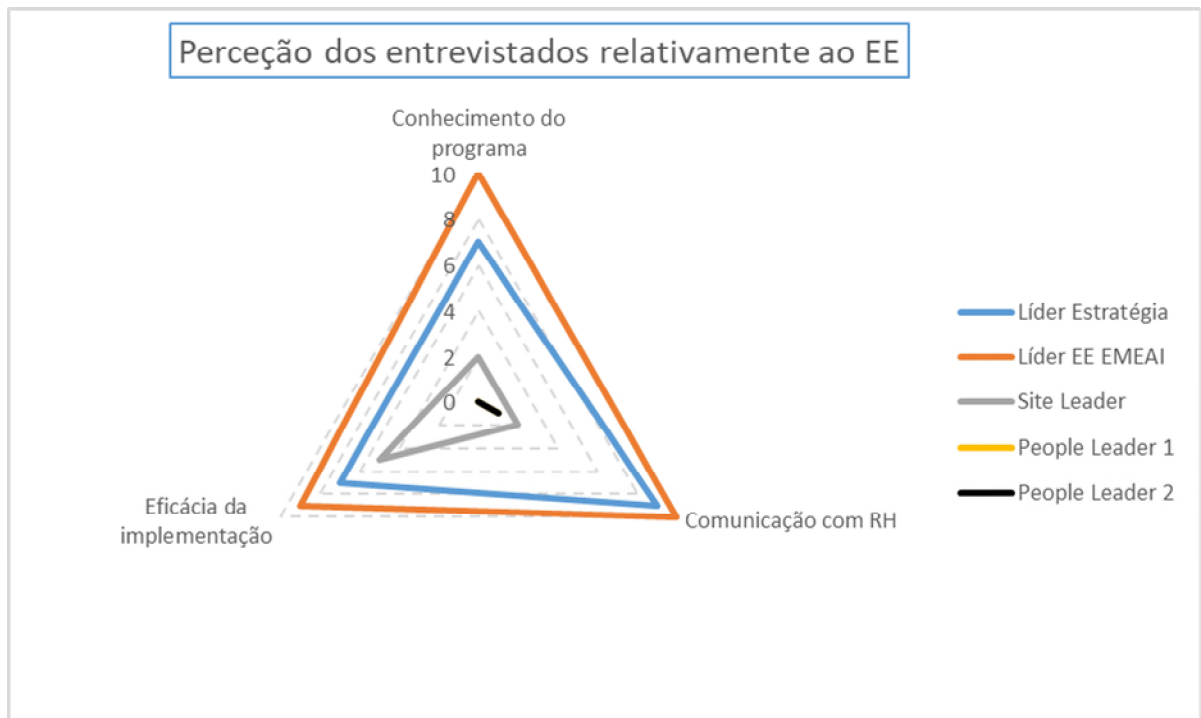 Perceção dos entrevistados relativamente ao EE
Conhecimento do
programa
10
8
6
4
2
0
Eficácia da
implementação
Comunicação com RH
Líder Estratégia
Líder EE EMEAI
Site Leader
People Leader 1
People Leader 2